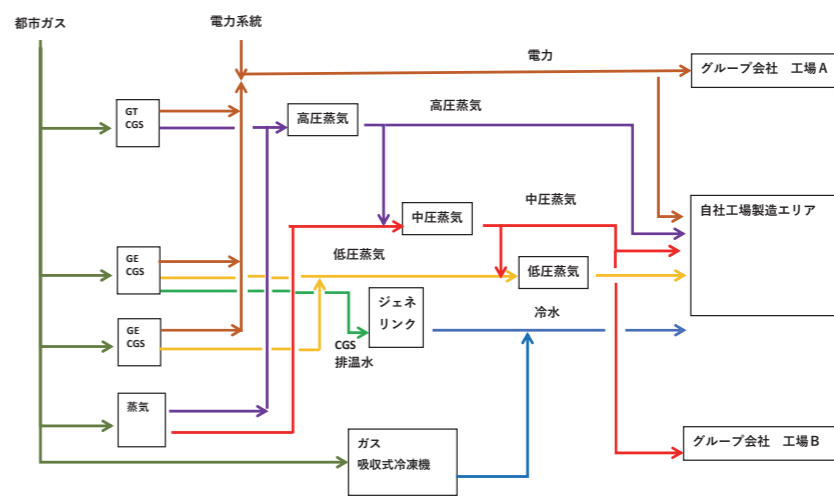 都市ガス
電力系統
電力
グループ会社　工場A
GT
CGS
高圧蒸気
高圧蒸気
中圧蒸気
中圧蒸気
自社工場製造エリア
低圧蒸気
低圧蒸気
GE
CGS
ジェネ
リンク
冷水
GE
CGS
CGS
排温水
蒸気
ガス
吸収式冷凍機
グループ会社　工場B